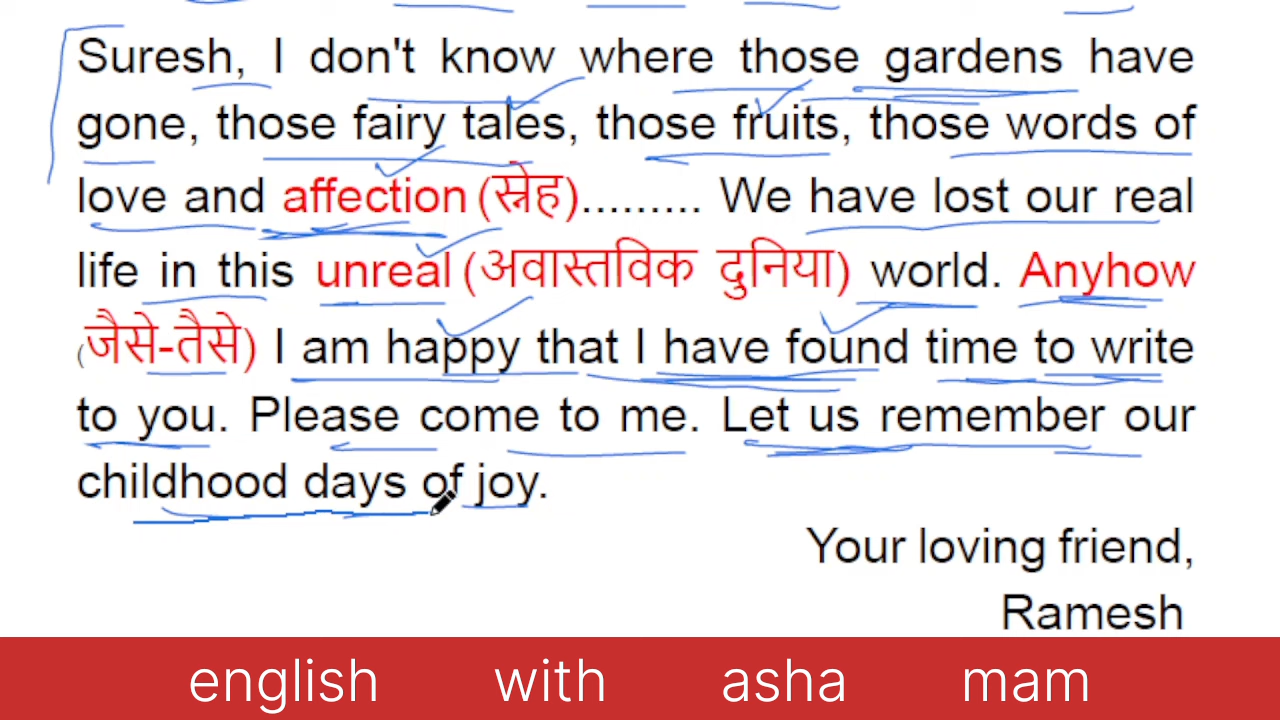 Suresh, I don't know where those gardens have
gone, those fairy tales, those fruits, those words of
love and affection (स्नेह)......... We have lost our real
life in this unreal (अवास्तविक दुनिया) world. Anyhow
(जैसे-तैसे) I am happy that I have found time to write
to you. Please come to me. Let us remember our
childhood days of joy.
Your loving friend,
Ramesh
english with asha mam